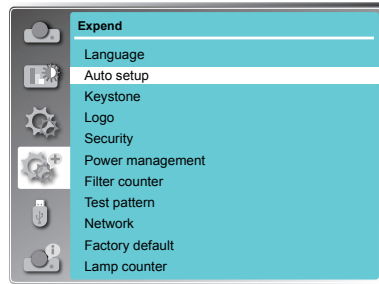 Expend
Language
Auto setup
Keystone
Logo
Security
Power management
Filter counter
Test pattern
Network
Factory default
Lamp counter